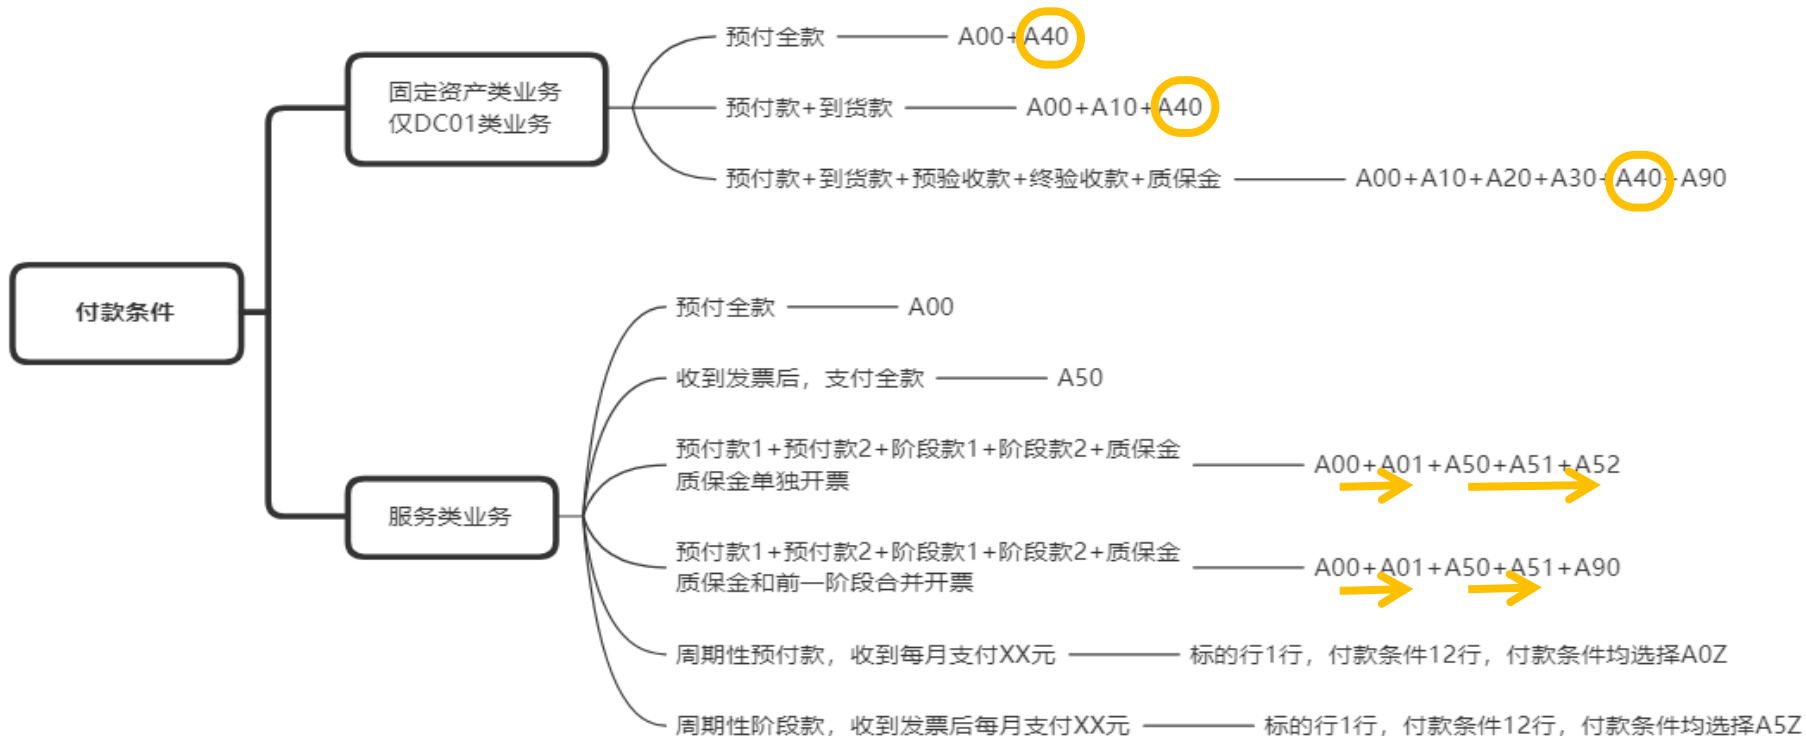 付款条件
固定资产类业务
仅DC01类业务
预付全款
A00+A40
预付款+到货款
A00+A10+A40
预付款+到货款+预验收款+终验收款+质保金
A00+A10+A20+A30+A40+A90
服务类业务
预付全款
A00
收到发票后，支付全款
A50
预付款1+预付款2+阶段款1+阶段款2+质保金
质保金单独开票
A00+A01+A50+A51+A52
预付款1+预付款2+阶段款1+阶段款2+质保金
质保金和前一阶段合并开票
A00+A01+A50+A51+A90
周期性预付款，收到每月支付XX元
标的行1行，付款条件12行，付款条件均选择A0Z
周期性阶段款，收到发票后每月支付XX元
标的行1行，付款条件12行，付款条件均选择A5Z